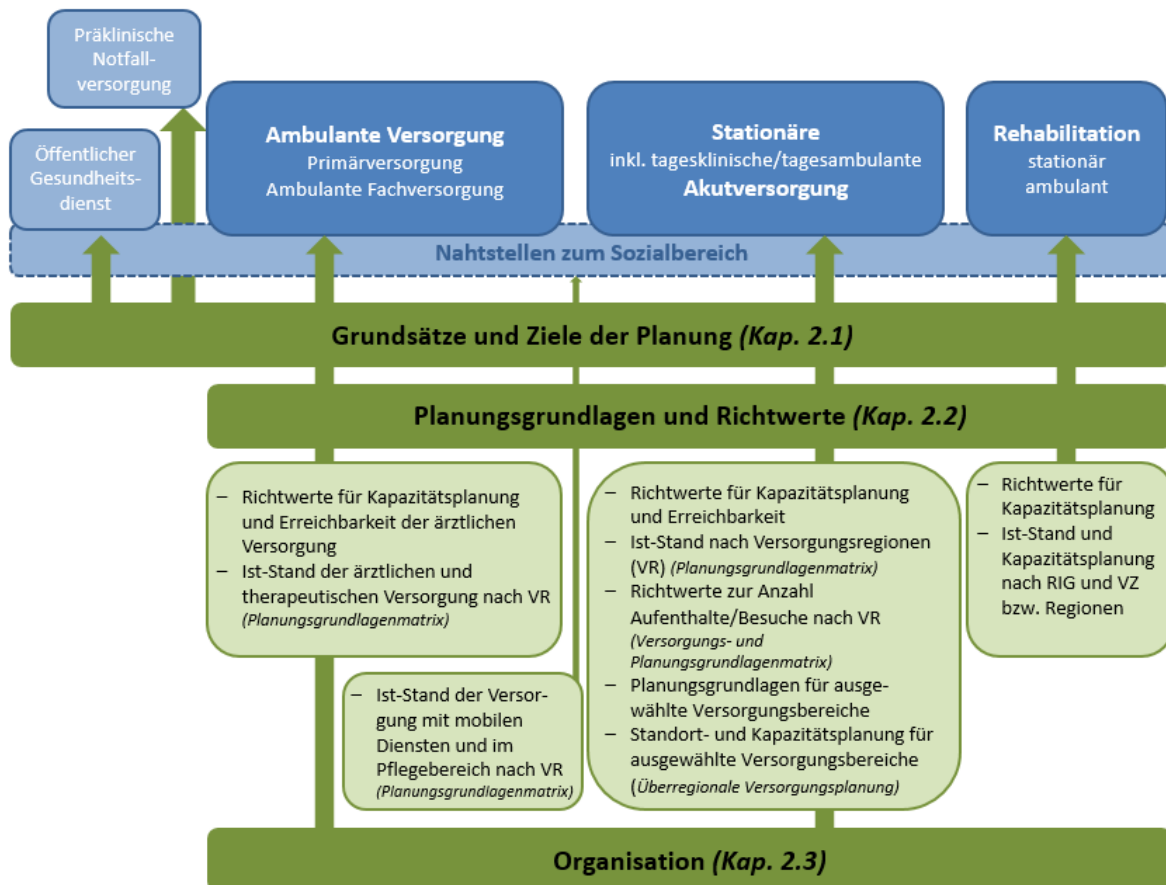 Präklinische
Notfall-
versorgung
Öffentlicher
Gesundheits-
dienst
Ambulante Versorgung
Primärversorgung
Ambulante Fachversorgung
Stationäre
inkl. tagesklinische/tagesambulante
Akutversorgung
Rehabilitation
stationär
ambulant
Nahtstellen zum Sozialbereich
Grundsätze und Ziele der Planung (Kap. 2.1)
Planungsgrundlagen und Richtwerte (Kap. 2.2)
– Richtwerte für Kapazitätsplanung
und Erreichbarkeit der ärztlichen
Versorgung
– Ist-Stand der ärztlichen und
therapeutischen Versorgung nach VR
(Planungsgrundlagenmatrix)
– Ist-Stand der Versor-
gung mit mobilen
Diensten und im
Pflegebereich nach VR
(Planungsgrundlagenmatrix)
– Richtwerte für Kapazitätsplanung
und Erreichbarkeit
– Ist-Stand nach Versorgungsregionen
(VR) (Planungsgrundlagenmatrix)
– Richtwerte zur Anzahl
Aufenthalte/Besuche nach VR
(Versorgungs- und
Planungsgrundlagenmatrix)
– Planungsgrundlagen für ausge-
wählte Versorgungsbereiche
– Standort- und Kapazitätsplanung für
ausgewählte Versorgungsbereiche
(Überregionale Versorgungsplanung)
– Richtwerte für
Kapazitätsplanung
– Ist-Stand und
Kapazitätsplanung
nach RIG und VZ
bzw. Regionen
Organisation (Kap. 2.3)